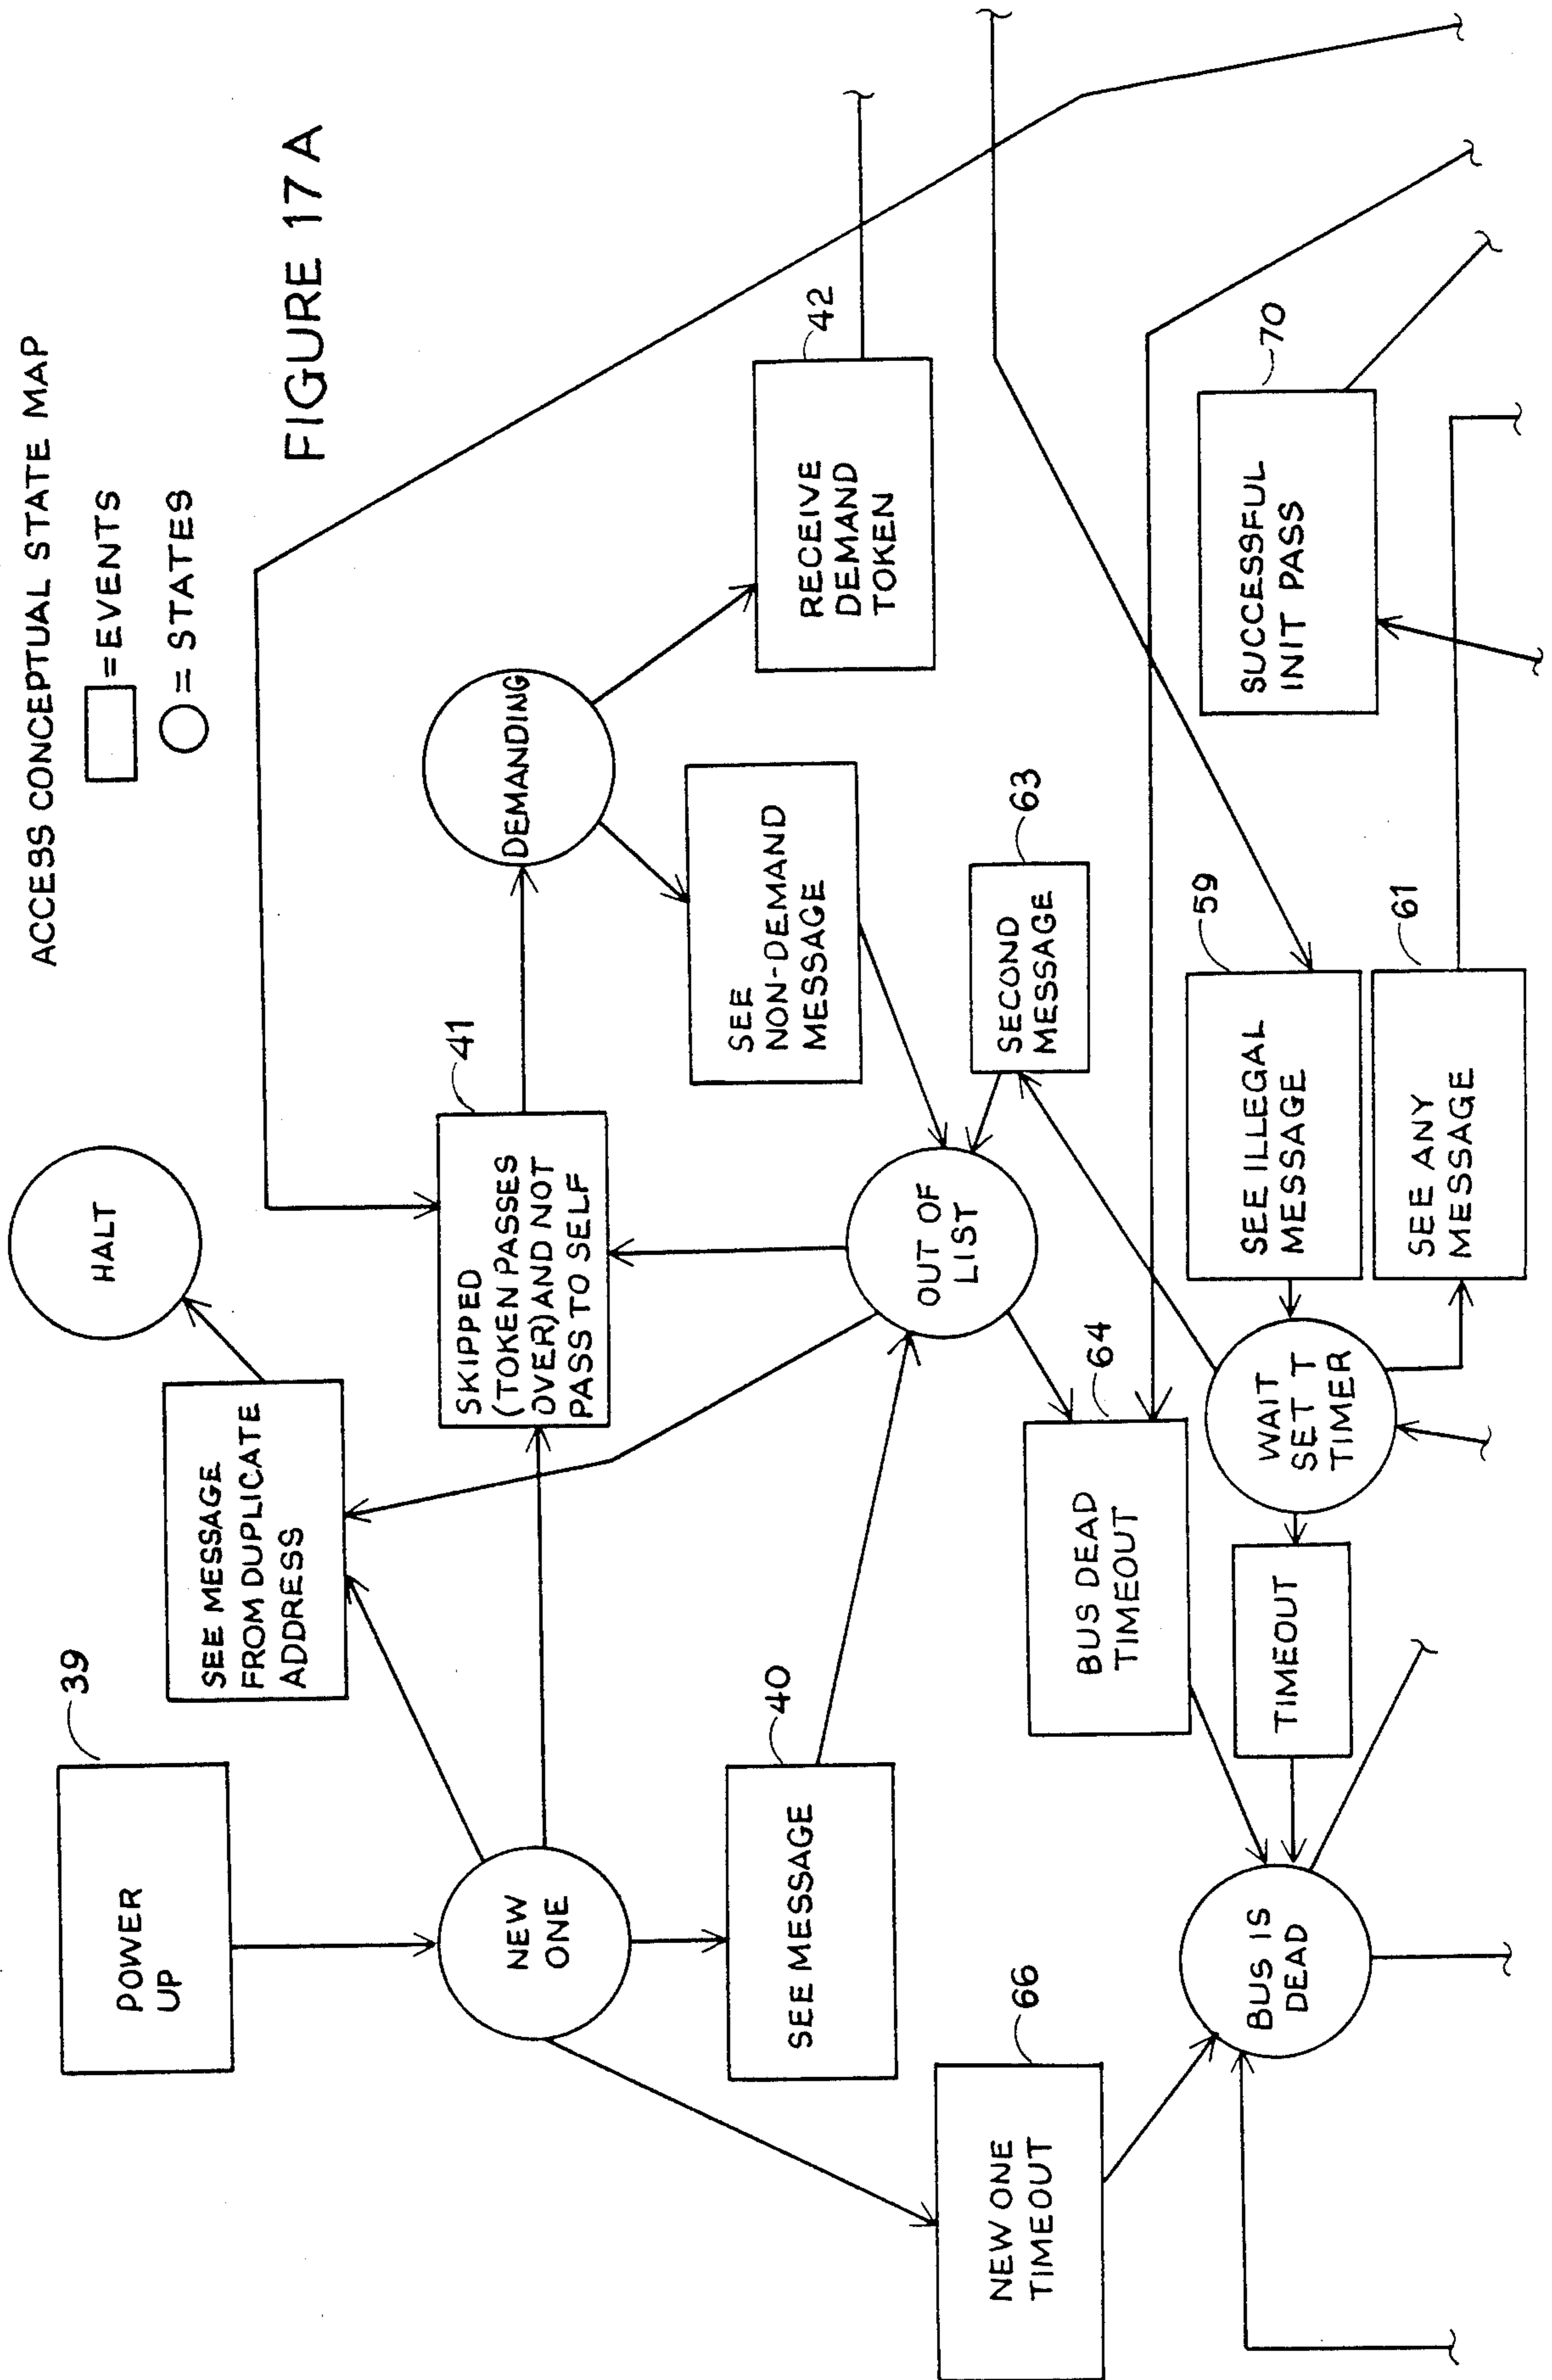 ACCESS CONCEPTUAL STATE MAP
= EVENTS
= STATES
FIGURE 17A
39
POWER
UP
SEE MESSAGE
FROM DUPLICATE
ADDRESS
HALT
NEW
ONE
41
SKIPPED
(TOKEN PASSES
OVER) AND NOT
PASS TO SELF
DEMANDING
42
RECEIVE
DEMAND
TOKEN
40
SEE MESSAGE
SEE
NON-DEMAND
MESSAGE
OUT OF
LIST
63
SECOND
MESSAGE
66
NEW ONE
TIMEOUT
64
BUS DEAD
TIMEOUT
59
SEE ILLEGAL
MESSAGE
70
SUCCESSFUL
INIT PASS
BUS IS
DEAD
TIMEOUT
WAIT
SET T
TIMER
61
SEE ANY
MESSAGE